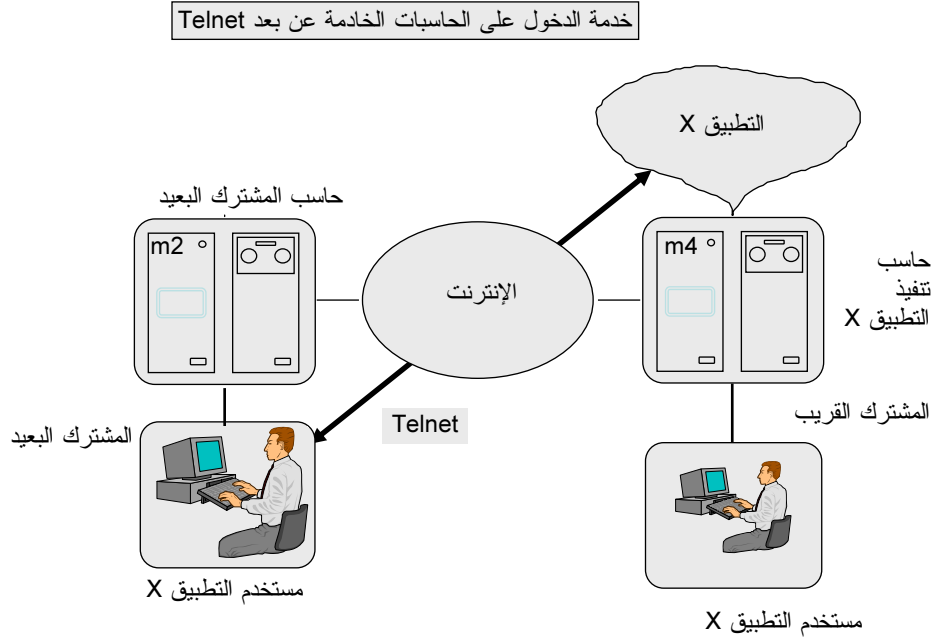 خدمة الدخول على الحاسبات الخادمة عن بعد Telnet
التطبيق X
حاسب المشترك البعيد
m2
m4
حاسب
تنفيذ
التطبيق X
الإنترنت
المشترك القريب
Telnet
المشترك البعيد
مستخدم التطبيق X
مستخدم التطبيق X